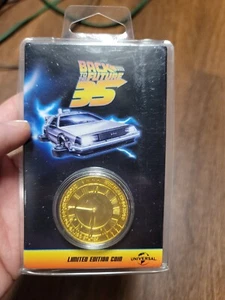 BACK
TO THE
FUTURE
35
LIMITED EDITION COIN
UNIVERSAL